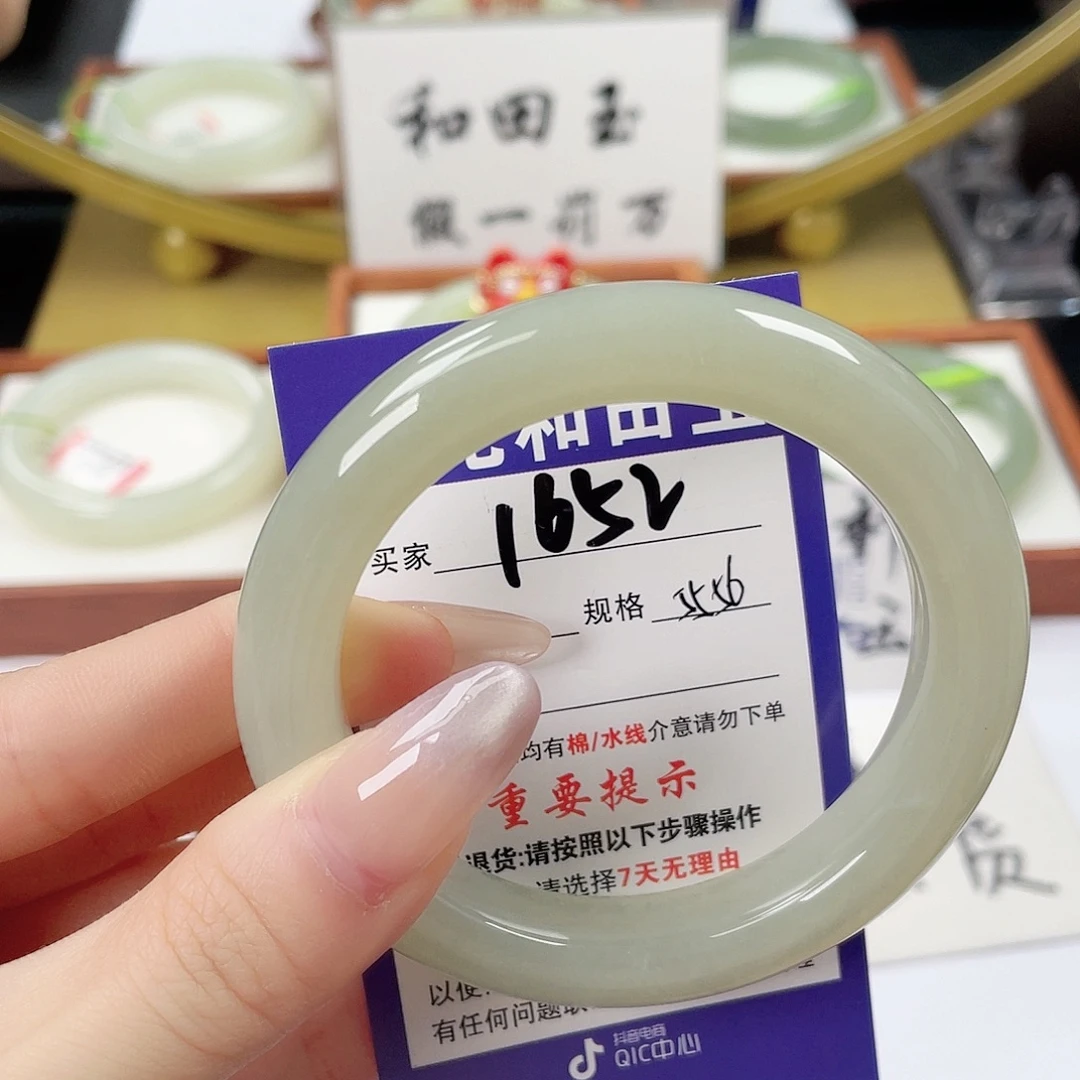 和田玉
假一罚万
和田玉
买家 1652
规格 5556
均有棉/水线介意请勿下单
重要提示
退货:请按照以下步骤操作
请选择7天无理由
以便
有任何问题联
抖音电商
QIC中心
货